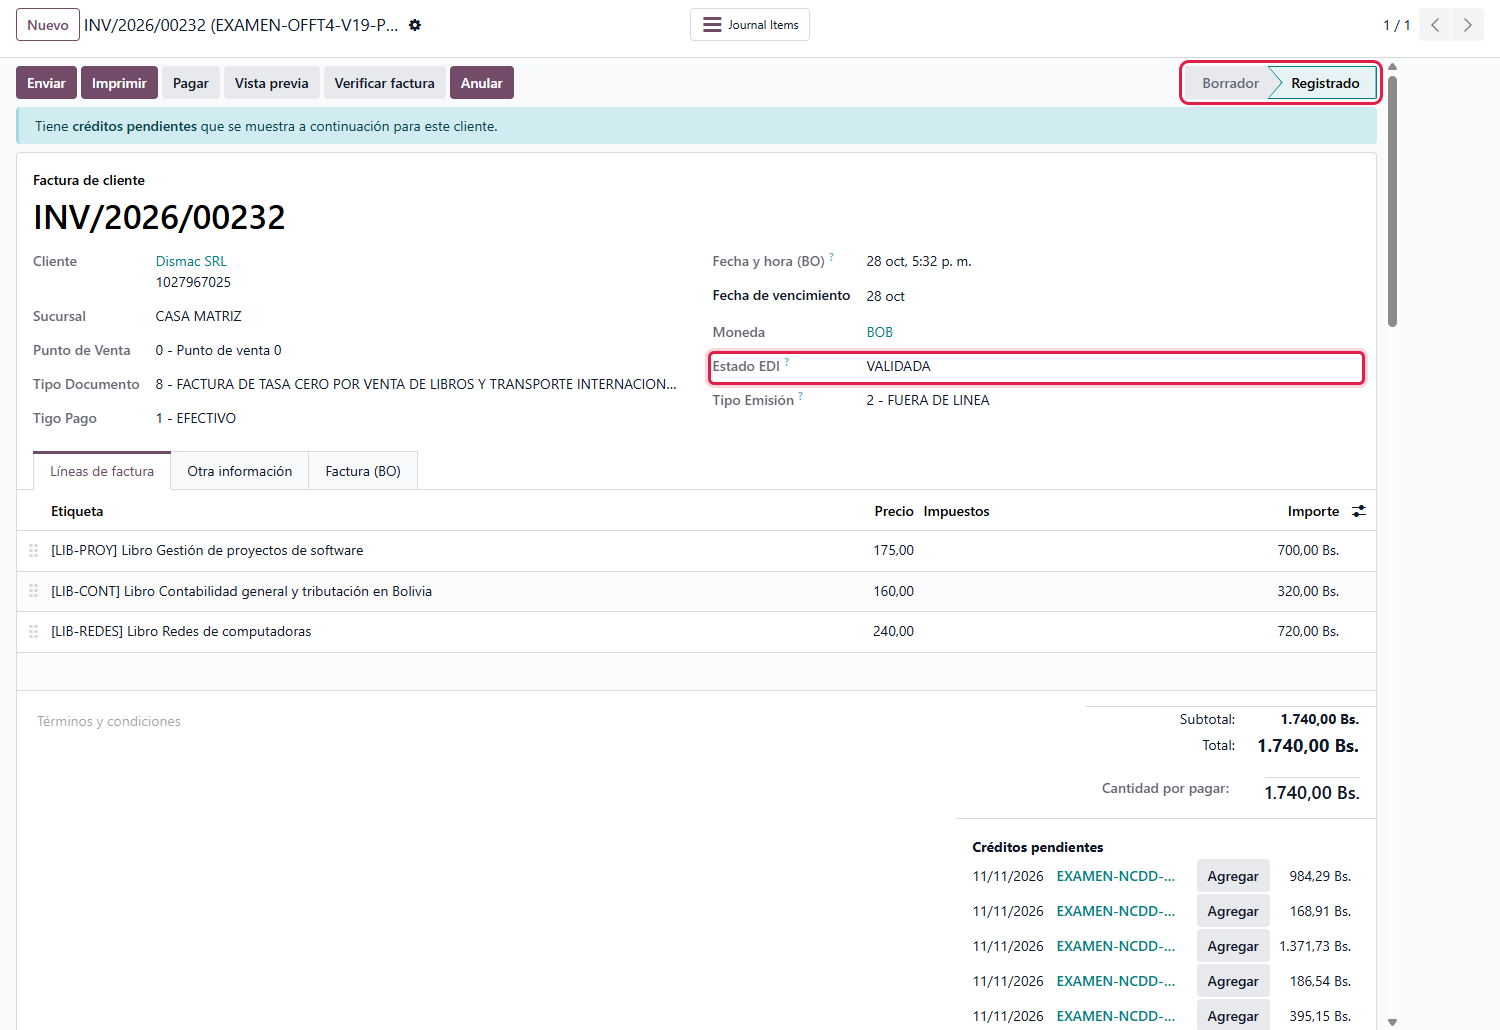 Nuevo INV/2026/00232 (EXAMEN-OFFT4-V19-P... Journal Items 1 / 1
Enviar Imprimir Pagar Vista previa Verificar factura Anular Borrador Registrado
Tiene créditos pendientes que se muestra a continuación para este cliente.
Factura de cliente
INV/2026/00232
Cliente Dismac SRL
1027967025
Sucursal CASA MATRIZ
Punto de Venta 0 - Punto de venta 0
Tipo Documento 8 - FACTURA DE TASA CERO POR VENTA DE LIBROS Y TRANSPORTE INTERNACION...
Tigo Pago 1 - EFECTIVO
Fecha y hora (BO) ? 28 oct, 5:32 p. m.
Fecha de vencimiento 28 oct
Moneda BOB
Estado EDI ? VALIDADA
Tipo Emisión ? 2 - FUERA DE LINEA
Líneas de factura Otra información Factura (BO)
Etiqueta Precio Impuestos Importe
[LIB-PROY] Libro Gestión de proyectos de software 175,00 700,00 Bs.
[LIB-CONT] Libro Contabilidad general y tributación en Bolivia 160,00 320,00 Bs.
[LIB-REDES] Libro Redes de computadoras 240,00 720,00 Bs.
Términos y condiciones
Subtotal: 1.740,00 Bs.
Total: 1.740,00 Bs.
Cantidad por pagar: 1.740,00 Bs.
Créditos pendientes
11/11/2026 EXAMEN-NCDD-... Agregar 984,29 Bs.
11/11/2026 EXAMEN-NCDD-... Agregar 168,91 Bs.
11/11/2026 EXAMEN-NCDD-... Agregar 1.371,73 Bs.
11/11/2026 EXAMEN-NCDD-... Agregar 186,54 Bs.
11/11/2026 EXAMEN-NCDD-... Agregar 395,15 Bs.